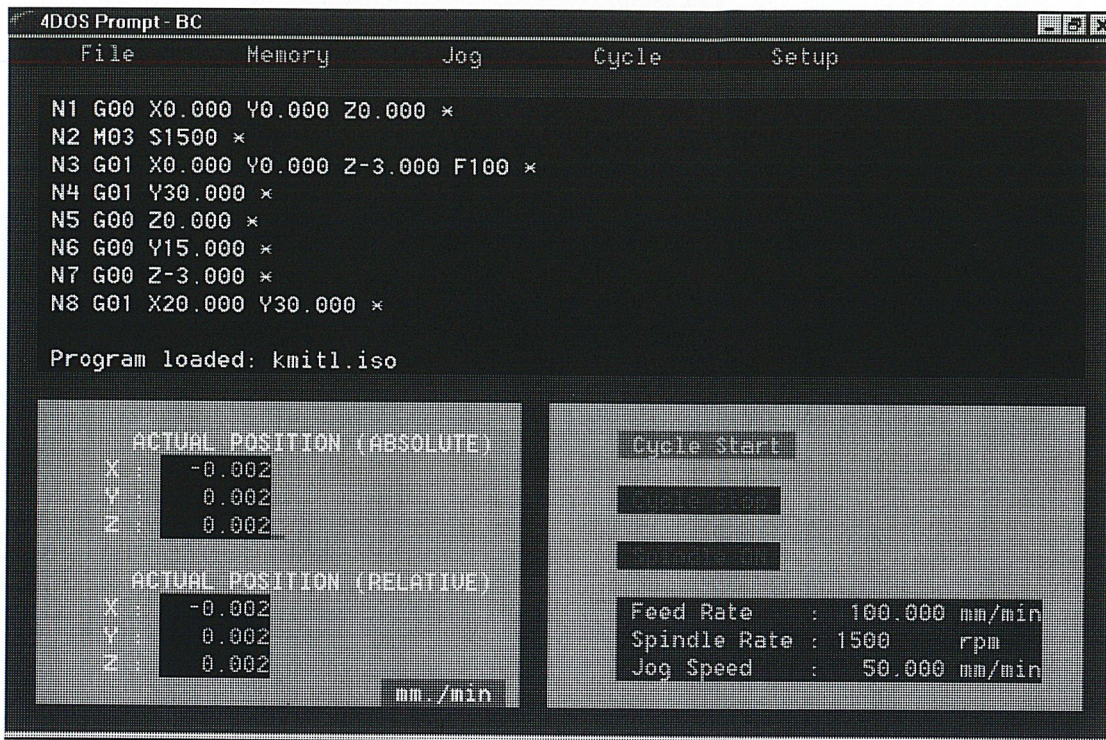 4DOS Prompt - BC
File Memory Jog Cycle Setup
N1 G00 X0.000 Y0.000 Z0.000 *
N2 M03 S1500 *
N3 G01 X0.000 Y0.000 Z-3.000 F100 *
N4 G01 Y30.000 *
N5 G00 Z0.000 *
N6 G00 Y15.000 *
N7 G00 Z-3.000 *
N8 G01 X20.000 Y30.000 *
Program loaded: kmitl.iso
ACTUAL POSITION (ABSOLUTE)
X : -0.002
Y : 0.002
Z : 0.002
ACTUAL POSITION (RELATIVE)
X : -0.002
Y : 0.002
Z : 0.002
mm./min
Cycle Start
Cycle Stop
Spindle On
Feed Rate : 100.000 mm/min
Spindle Rate : 1500 rpm
Jog Speed : 50.000 mm/min